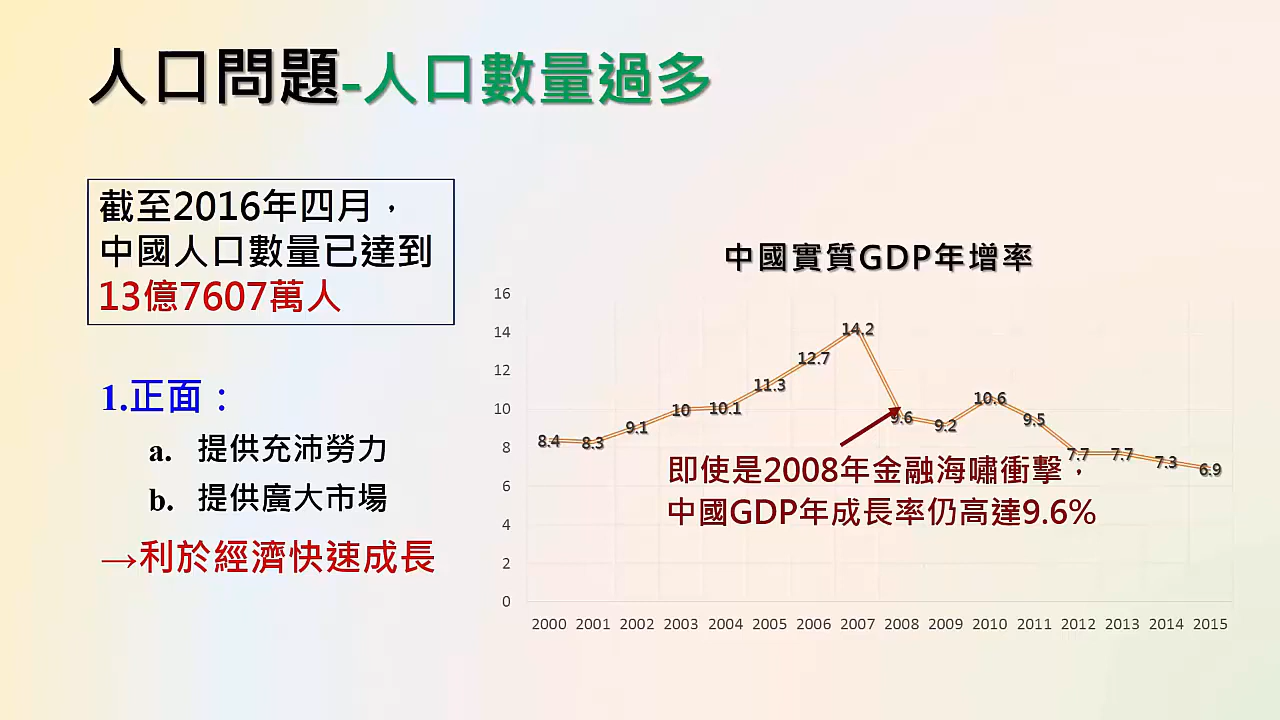 人口問題-人口數量過多
截至2016年四月，
中國人口數量已達到
13億7607萬人
1.正面：
a. 提供充沛勞力
b. 提供廣大市場
→利於經濟快速成長
中國實質GDP年增率
16
14
12
10
8
6
4
2
0
8.4 8.3 9.1 10 10.1 11.3 12.7 14.2 9.6 9.2 10.6 9.5 7.7 7.7 7.3 6.9
即使是2008年金融海嘯衝擊，
中國GDP年成長率仍高達9.6%
2000 2001 2002 2003 2004 2005 2006 2007 2008 2009 2010 2011 2012 2013 2014 2015